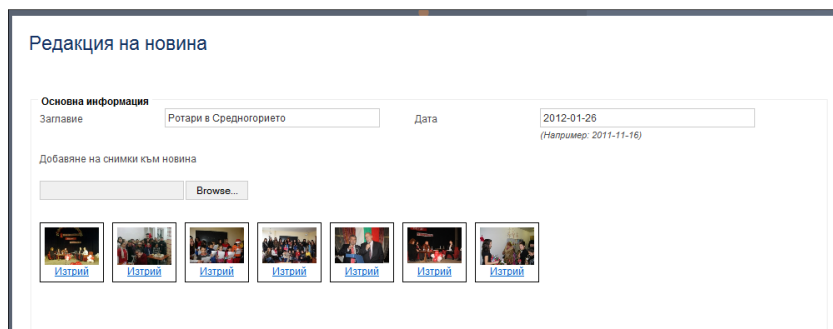 Редакция на новина
Основна информация
Заглавие Ротари в Средногорието Дата 2012-01-26
(Например: 2011-11-16)
Добавяне на снимки към новина
Browse...
Изтрий Изтрий Изтрий Изтрий Изтрий Изтрий Изтрий